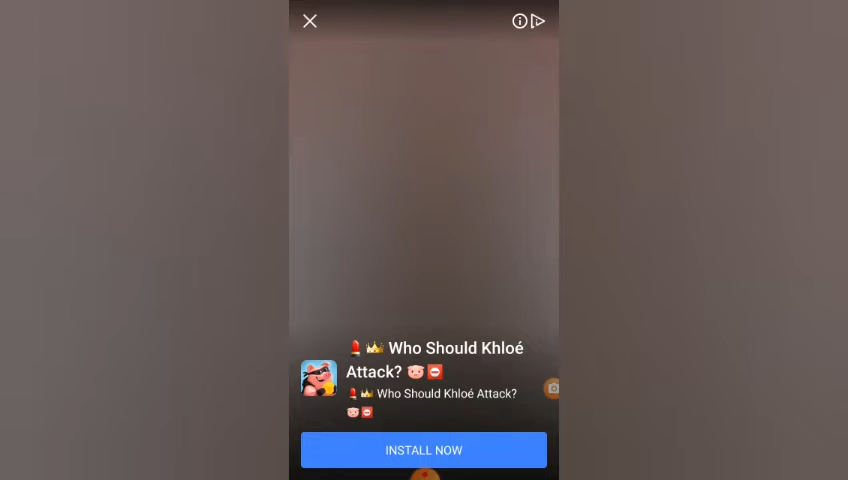 🚨👑 Who Should Khloé
Attack? 🐷⛔
🚨👑 Who Should Khloé Attack?
🐷⛔
INSTALL NOW